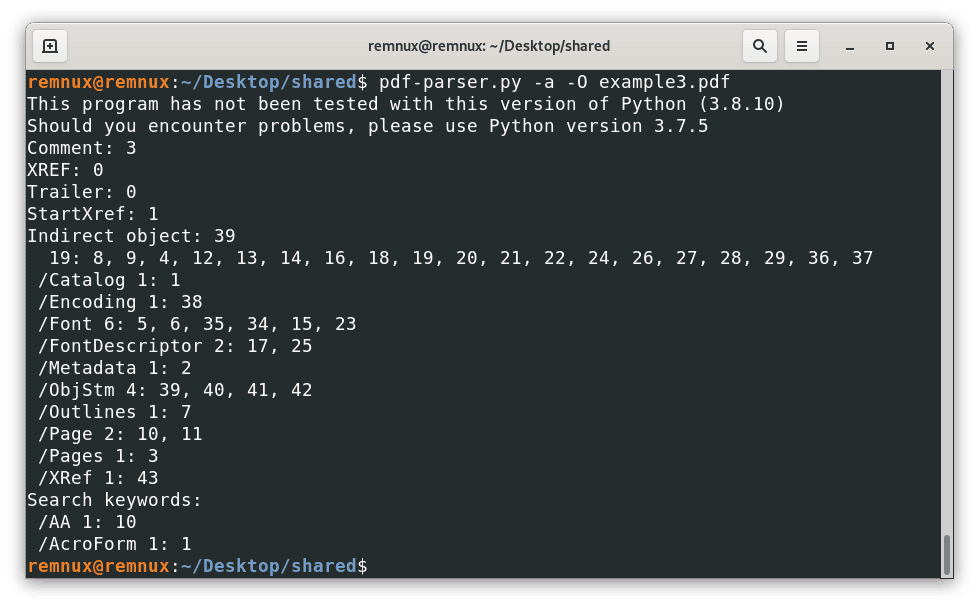 remnux@remnux: ~/Desktop/shared
remnux@remnux:~/Desktop/shared$ pdf-parser.py -a -O example3.pdf
This program has not been tested with this version of Python (3.8.10)
Should you encounter problems, please use Python version 3.7.5
Comment: 3
XREF: 0
Trailer: 0
StartXref: 1
Indirect object: 39
  19: 8, 9, 4, 12, 13, 14, 16, 18, 19, 20, 21, 22, 24, 26, 27, 28, 29, 36, 37
 /Catalog 1: 1
 /Encoding 1: 38
 /Font 6: 5, 6, 35, 34, 15, 23
 /FontDescriptor 2: 17, 25
 /Metadata 1: 2
 /ObjStm 4: 39, 40, 41, 42
 /Outlines 1: 7
 /Page 2: 10, 11
 /Pages 1: 3
 /XRef 1: 43
Search keywords:
 /AA 1: 10
 /AcroForm 1: 1
remnux@remnux:~/Desktop/shared$